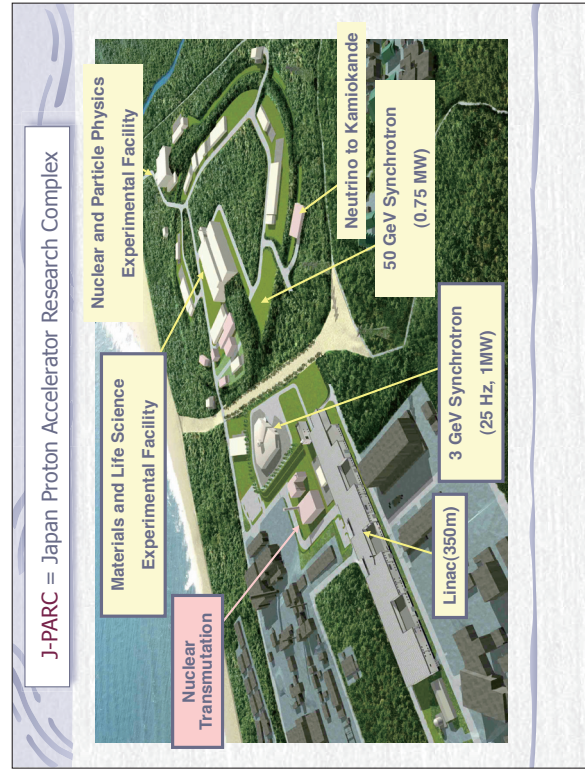 J-PARC = Japan Proton Accelerator Research Complex
Nuclear and Particle Physics
Experimental Facility
Materials and Life Science
Experimental Facility
Nuclear
Transmutation
Neutrino to Kamiokande
50 GeV Synchrotron
(0.75 MW)
3 GeV Synchrotron
(25 Hz, 1MW)
Linac(350m)